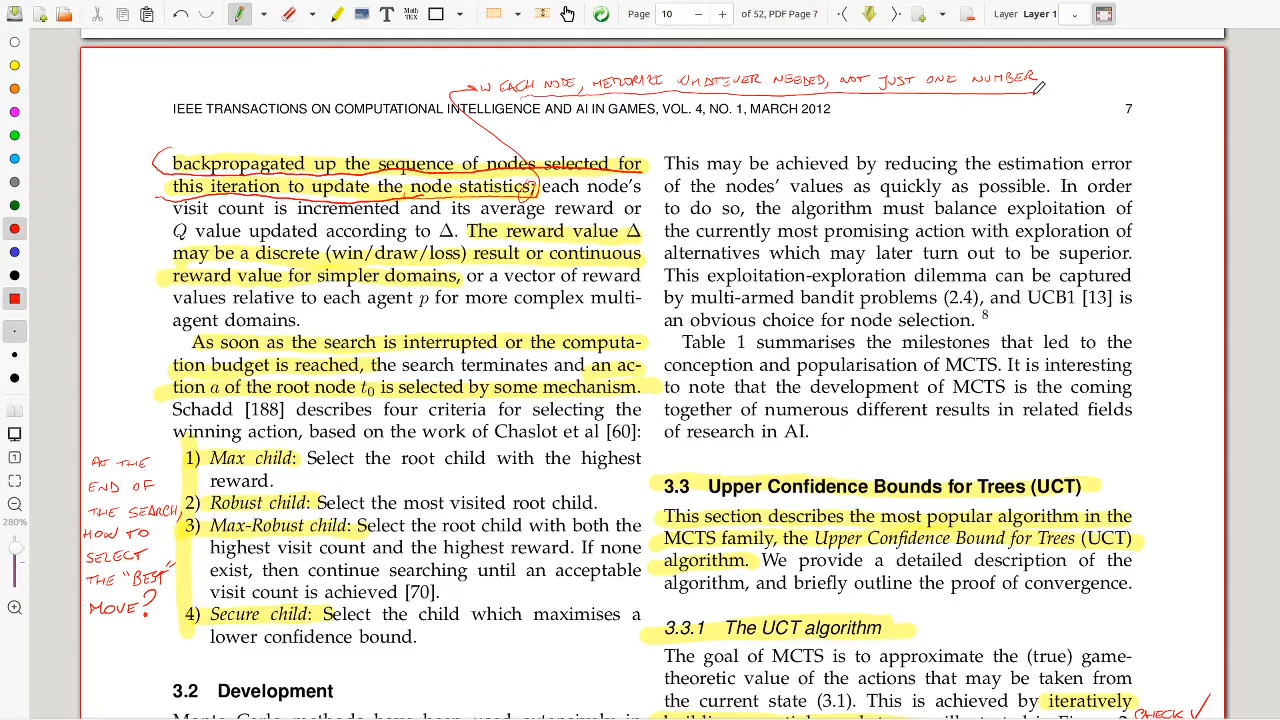 Math
TEX
Page 10 of 52 PDF Page 7
Layer Layer 1
280%
IN EACH NODE, MEMORIZE WHATEVER NEEDED, NOT JUST ONE NUMBER
IEEE TRANSACTIONS ON COMPUTATIONAL INTELLIGENCE AND AI IN GAMES, VOL. 4, NO. 1, MARCH 2012
7
backpropagated up the sequence of nodes selected for
this iteration to update the node statistics; each node's
visit count is incremented and its average reward or
Q value updated according to Δ. The reward value Δ
may be a discrete (win/draw/loss) result or continuous
reward value for simpler domains, or a vector of reward
values relative to each agent p for more complex multi-
agent domains.
As soon as the search is interrupted or the computa-
tion budget is reached, the search terminates and an ac-
tion a of the root node t0 is selected by some mechanism.
Schadd [188] describes four criteria for selecting the
winning action, based on the work of Chaslot et al [60]:
1) Max child: Select the root child with the highest
reward.
2) Robust child: Select the most visited root child.
3) Max-Robust child: Select the root child with both the
highest visit count and the highest reward. If none
exist, then continue searching until an acceptable
visit count is achieved [70].
4) Secure child: Select the child which maximises a
lower confidence bound.
AT THE
END OF
THE SEARCH,
HOW TO
SELECT
THE "BEST"
MOVE?
3.2 Development
Monte Carlo methods have been used extensively in
This may be achieved by reducing the estimation error
of the nodes' values as quickly as possible. In order
to do so, the algorithm must balance exploitation of
the currently most promising action with exploration of
alternatives which may later turn out to be superior.
This exploitation-exploration dilemma can be captured
by multi-armed bandit problems (2.4), and UCB1 [13] is
an obvious choice for node selection. 8
Table 1 summarises the milestones that led to the
conception and popularisation of MCTS. It is interesting
to note that the development of MCTS is the coming
together of numerous different results in related fields
of research in AI.
3.3 Upper Confidence Bounds for Trees (UCT)
This section describes the most popular algorithm in the
MCTS family, the Upper Confidence Bound for Trees (UCT)
algorithm. We provide a detailed description of the
algorithm, and briefly outline the proof of convergence.
3.3.1 The UCT algorithm
The goal of MCTS is to approximate the (true) game-
theoretic value of the actions that may be taken from
the current state (3.1). This is achieved by iteratively
CHECK